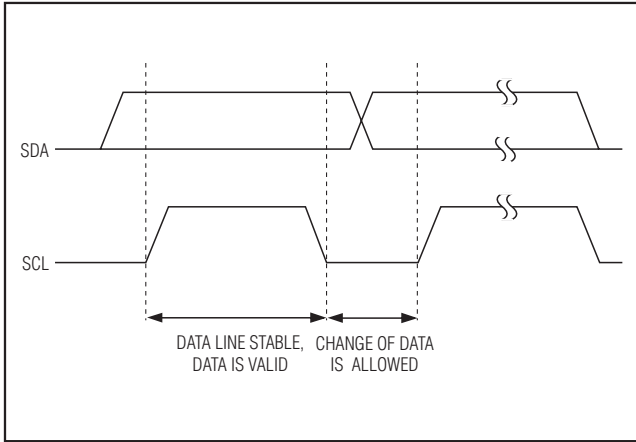 SDA
SCL
DATA LINE STABLE,
DATA IS VALID
CHANGE OF DATA
IS ALLOWED